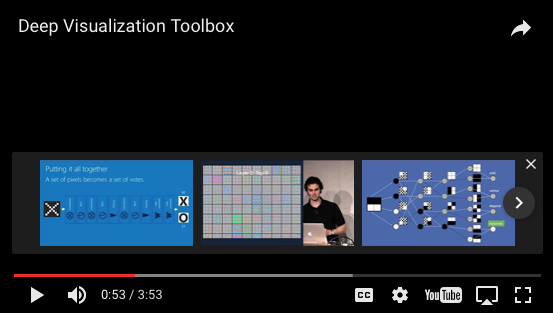 Deep Visualization Toolbox
Putting it all together
A set of pixels becomes a set of votes.
X
O
0:53 / 3:53
CC
YouTube